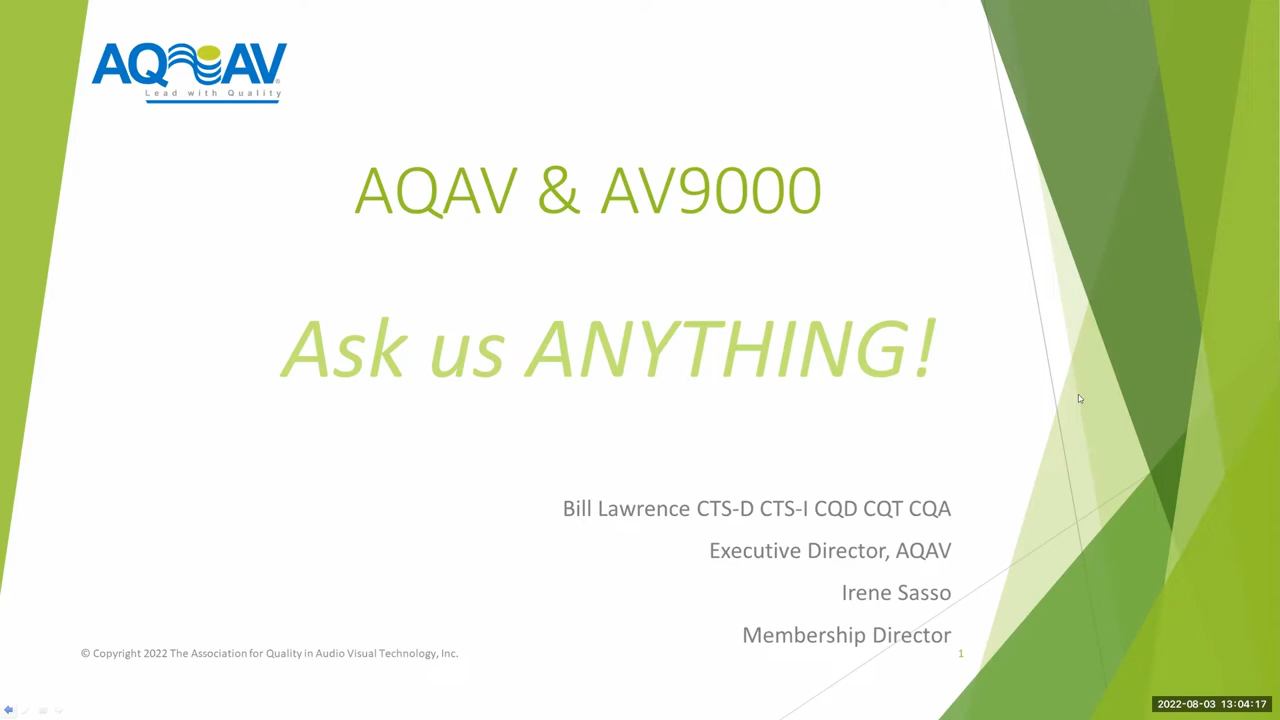 AQAV
Lead with Quality
AQAV & AV9000
Ask us ANYTHING!
Bill Lawrence CTS-D CTS-I CQD CQT CQA
Executive Director, AQAV
Irene Sasso
Membership Director
© Copyright 2022 The Association for Quality in Audio Visual Technology, Inc.
1
2022-08-03 13:04:17